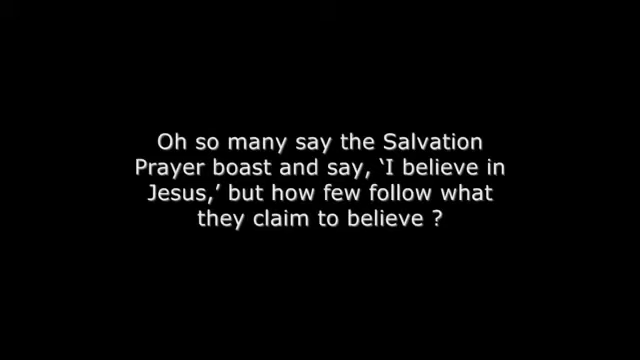 Oh so many say the Salvation
Prayer boast and say, ‘I believe in
Jesus,’ but how few follow what
they claim to believe ?